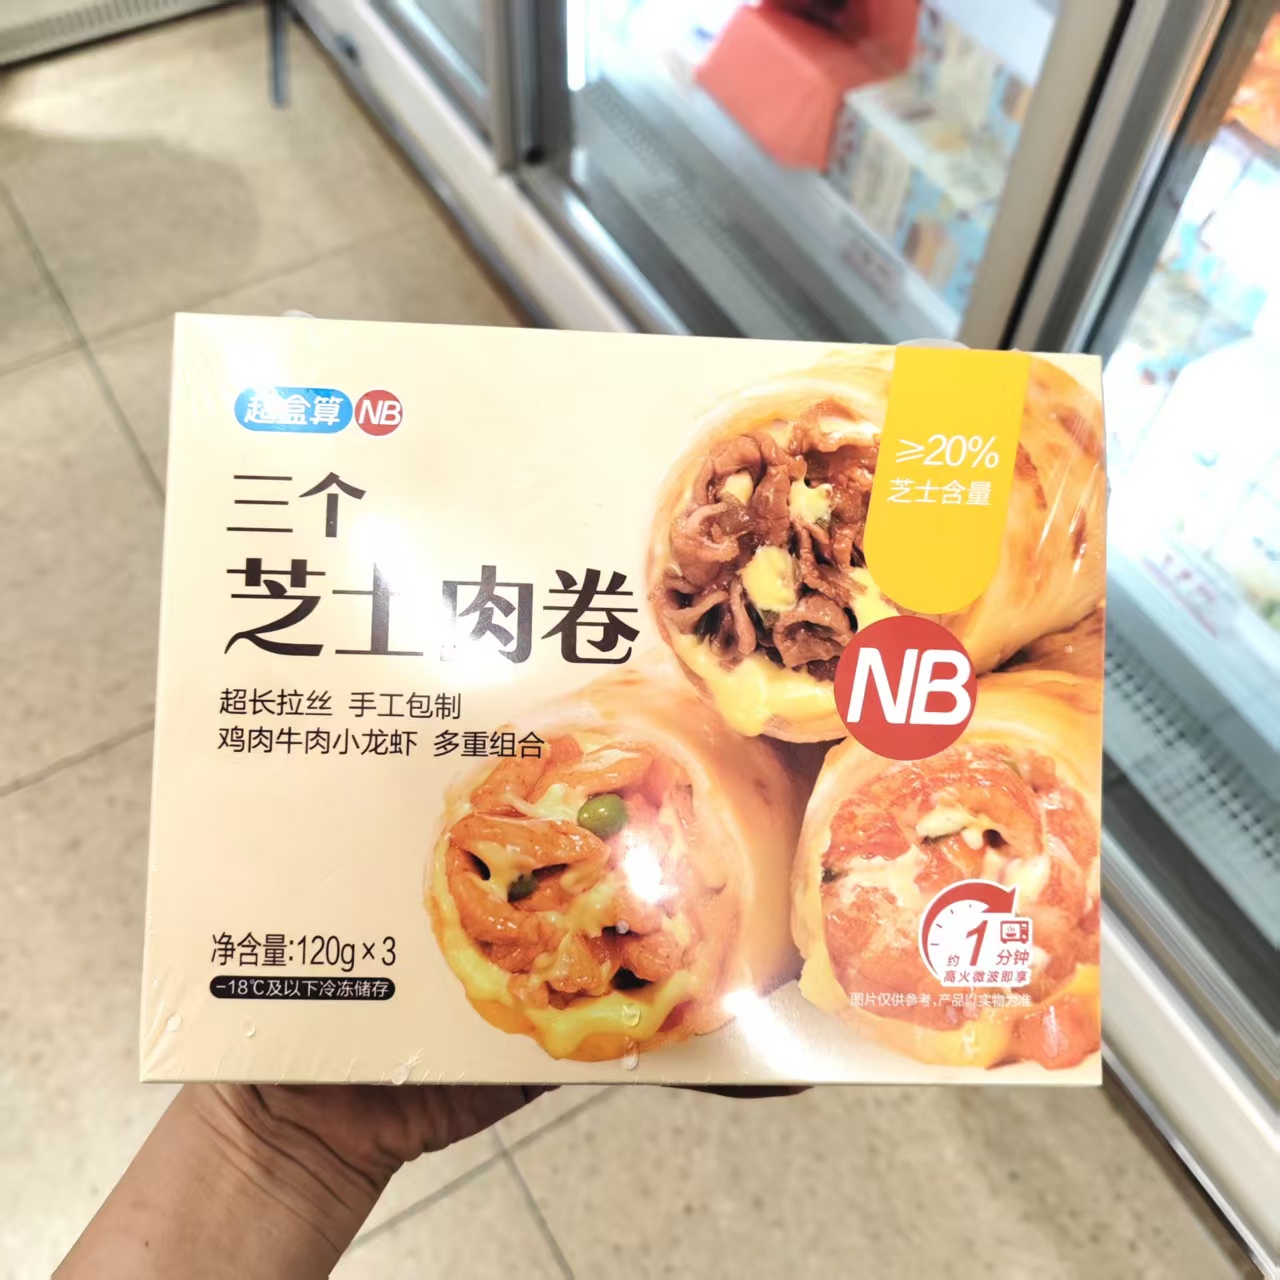 超盒算 NB
三个
芝士肉卷
超长拉丝 手工包制
鸡肉牛肉小龙虾 多重组合
净含量:120g×3
-18℃及以下冷冻储存
≥20%
芝士含量
NB
约1分钟
高火微波即享
图片仅供参考,产品以实物为准